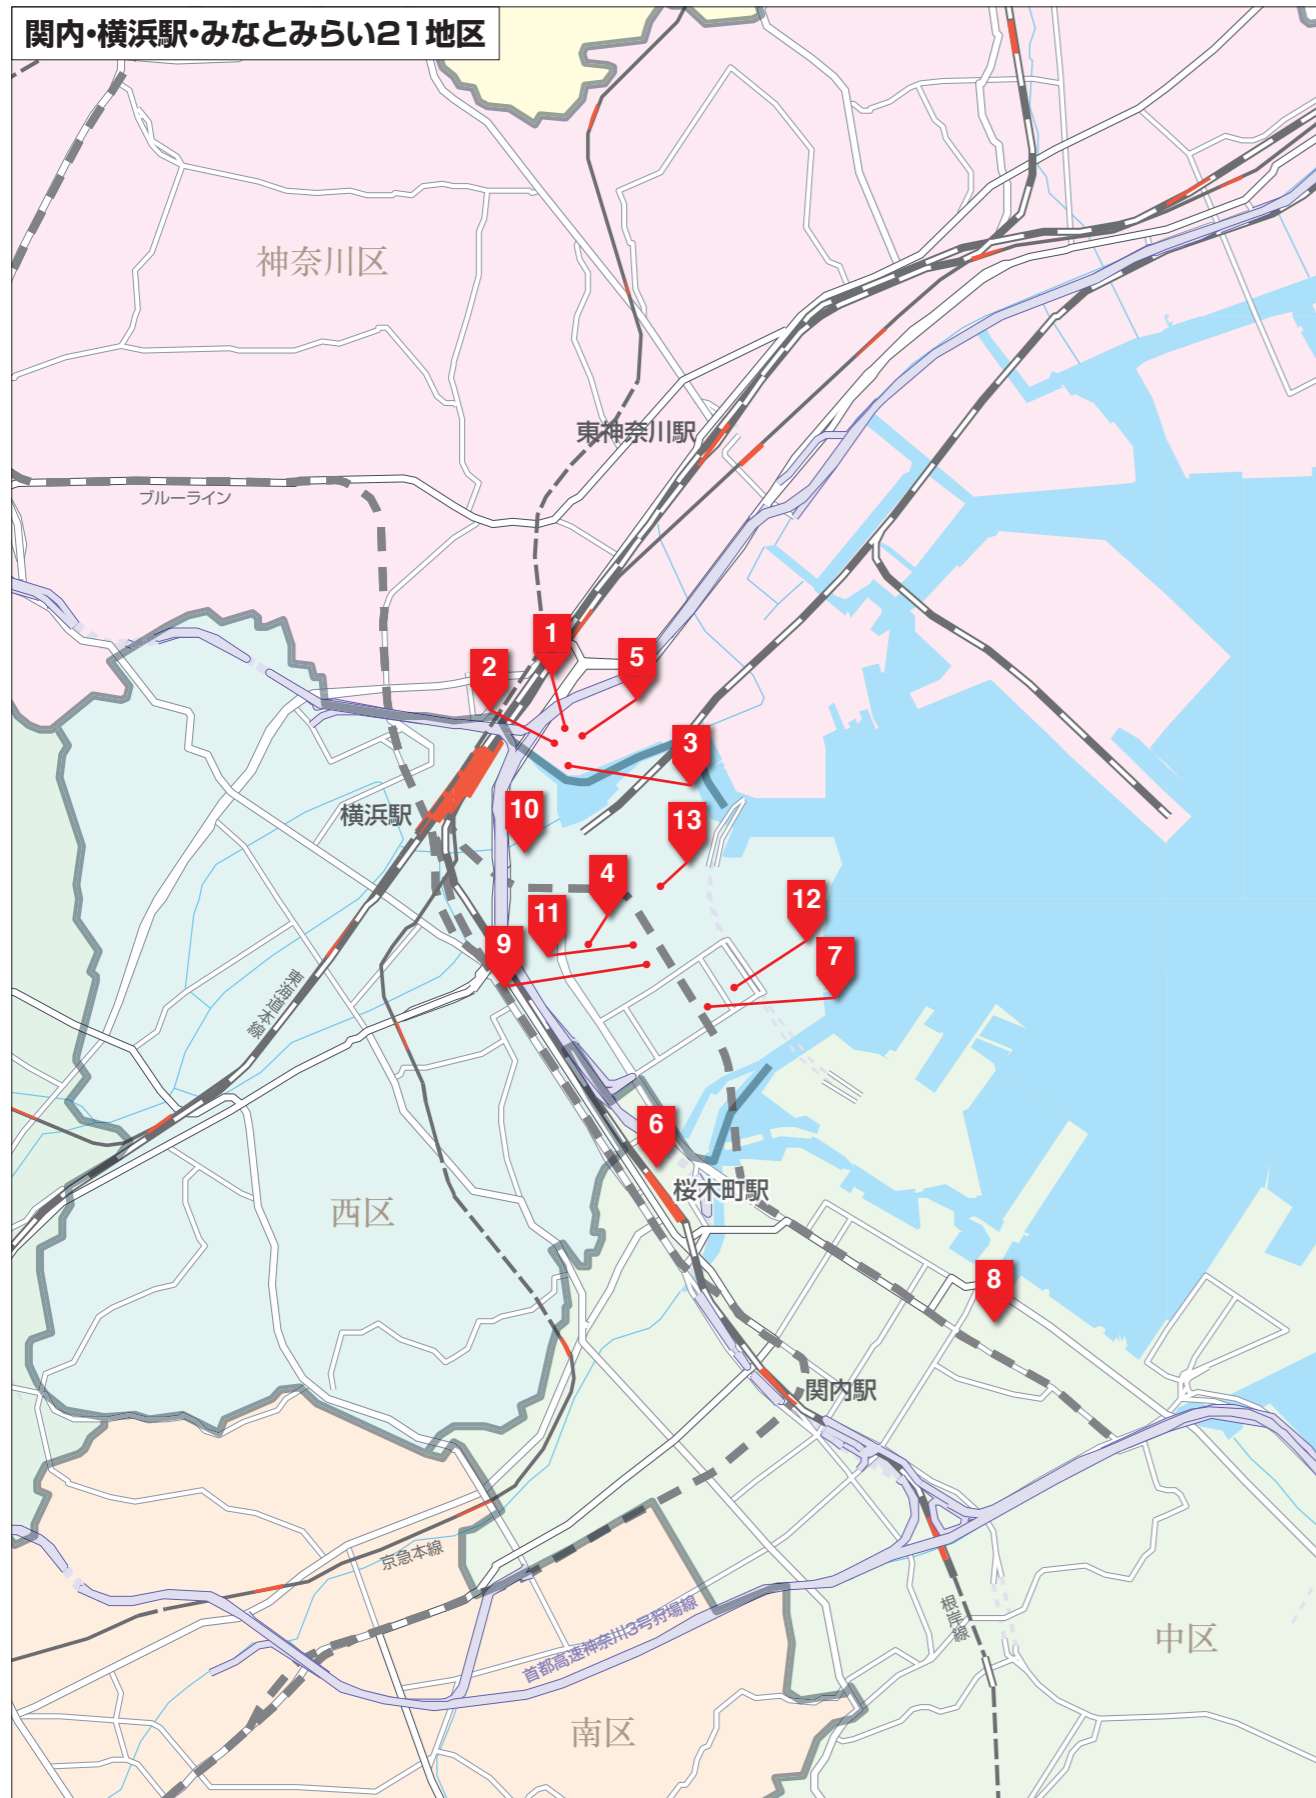 関内・横浜駅・みなとみらい21地区
神奈川区
東神奈川駅
ブルーライン
1
5
2
3
横浜駅
10
13
4
12
11
9
7
東海道本線
6
桜木町駅
西区
8
関内駅
京急本線
根岸線
首都高速神奈川3号狩場線
中区
南区